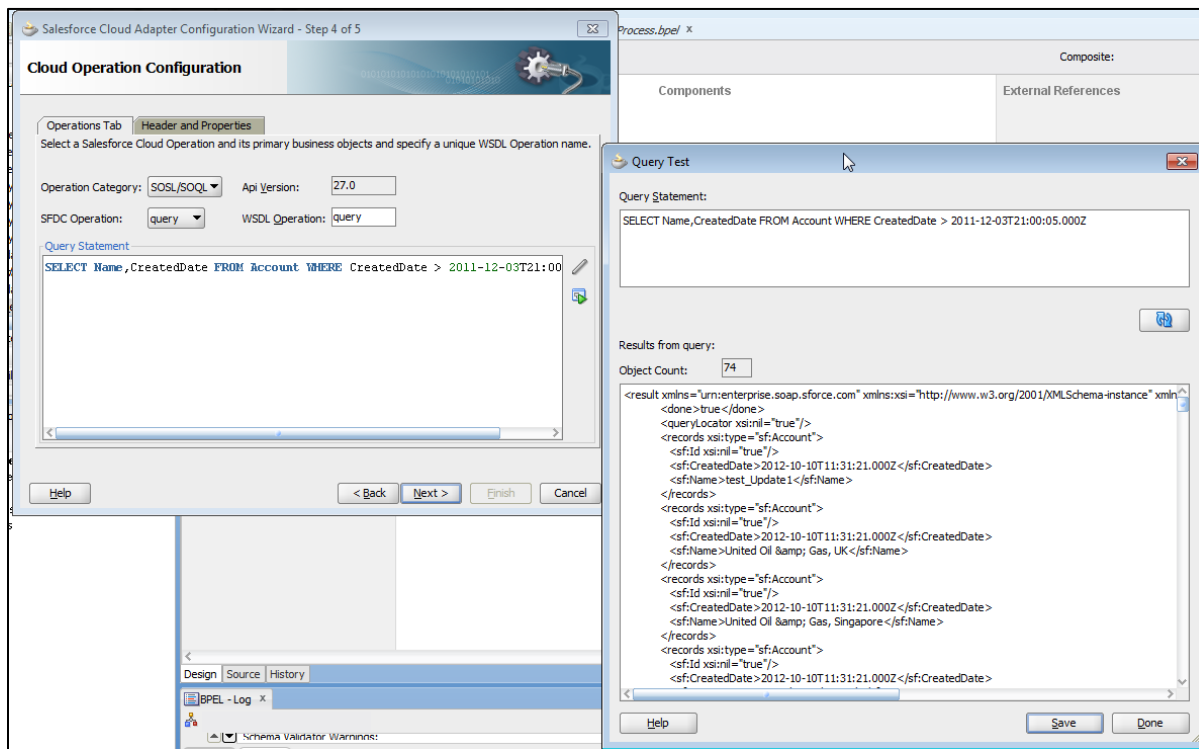 Salesforce Cloud Adapter Configuration Wizard - Step 4 of 5
Cloud Operation Configuration
Operations Tab
Header and Properties
Select a Salesforce Cloud Operation and its primary business objects and specify a unique WSDL Operation name.
Operation Category: SOSL/SOQL Api Version: 27.0
SFDC Operation: query WSDL Operation: query
Query Statement
SELECT Name,CreatedDate FROM Account WHERE CreatedDate > 2011-12-03T21:00
Help
< Back
Next >
Finish
Cancel
Process.bpel x
Composite:
Components
External References
Design Source History
BPEL - Log x
Schema Validator Warnings:
Query Test
Query Statement:
SELECT Name,CreatedDate FROM Account WHERE CreatedDate > 2011-12-03T21:00:05.000Z
Results from query:
Object Count: 74
<result xmlns="urn:enterprise.soap.sforce.com" xmlns:xsi="http://www.w3.org/2001/XMLSchema-instance" xmln
<done>true</done>
<queryLocator xsi:nil="true"/>
<records xsi:type="sf:Account">
<sf:Id xsi:nil="true"/>
<sf:CreatedDate>2012-10-10T11:31:21.000Z</sf:CreatedDate>
<sf:Name>test_Update1</sf:Name>
</records>
<records xsi:type="sf:Account">
<sf:Id xsi:nil="true"/>
<sf:CreatedDate>2012-10-10T11:31:21.000Z</sf:CreatedDate>
<sf:Name>United Oil &amp; Gas, UK</sf:Name>
</records>
<records xsi:type="sf:Account">
<sf:Id xsi:nil="true"/>
<sf:CreatedDate>2012-10-10T11:31:21.000Z</sf:CreatedDate>
<sf:Name>United Oil &amp; Gas, Singapore</sf:Name>
</records>
<records xsi:type="sf:Account">
<sf:Id xsi:nil="true"/>
<sf:CreatedDate>2012-10-10T11:31:21.000Z</sf:CreatedDate>
Help
Save
Done